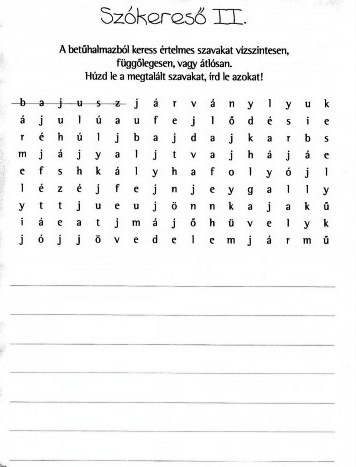 Szókereső II.
A betűhalmazból keress értelmes szavakat vízszintesen,
függőlegesen, vagy átlósan.
Húzd le a megtalált szavakat, írd le azokat!
b a j u s z j á r v á n y l y u k
á j u l ú a u f e j l ő d é s i e
r é h ú l j b a j d a j k a r b s
m j á j y a l j t v a j h á j á e
e f s h k á l y h a f o l y ó j l
l é z é j f e j n j e y g a l l y
y t t j u e u j ö n n k a j a k ű
i á e a t j m á j ő h ü v e l y k
j ó j j ö v e d e l e m j á r m ű